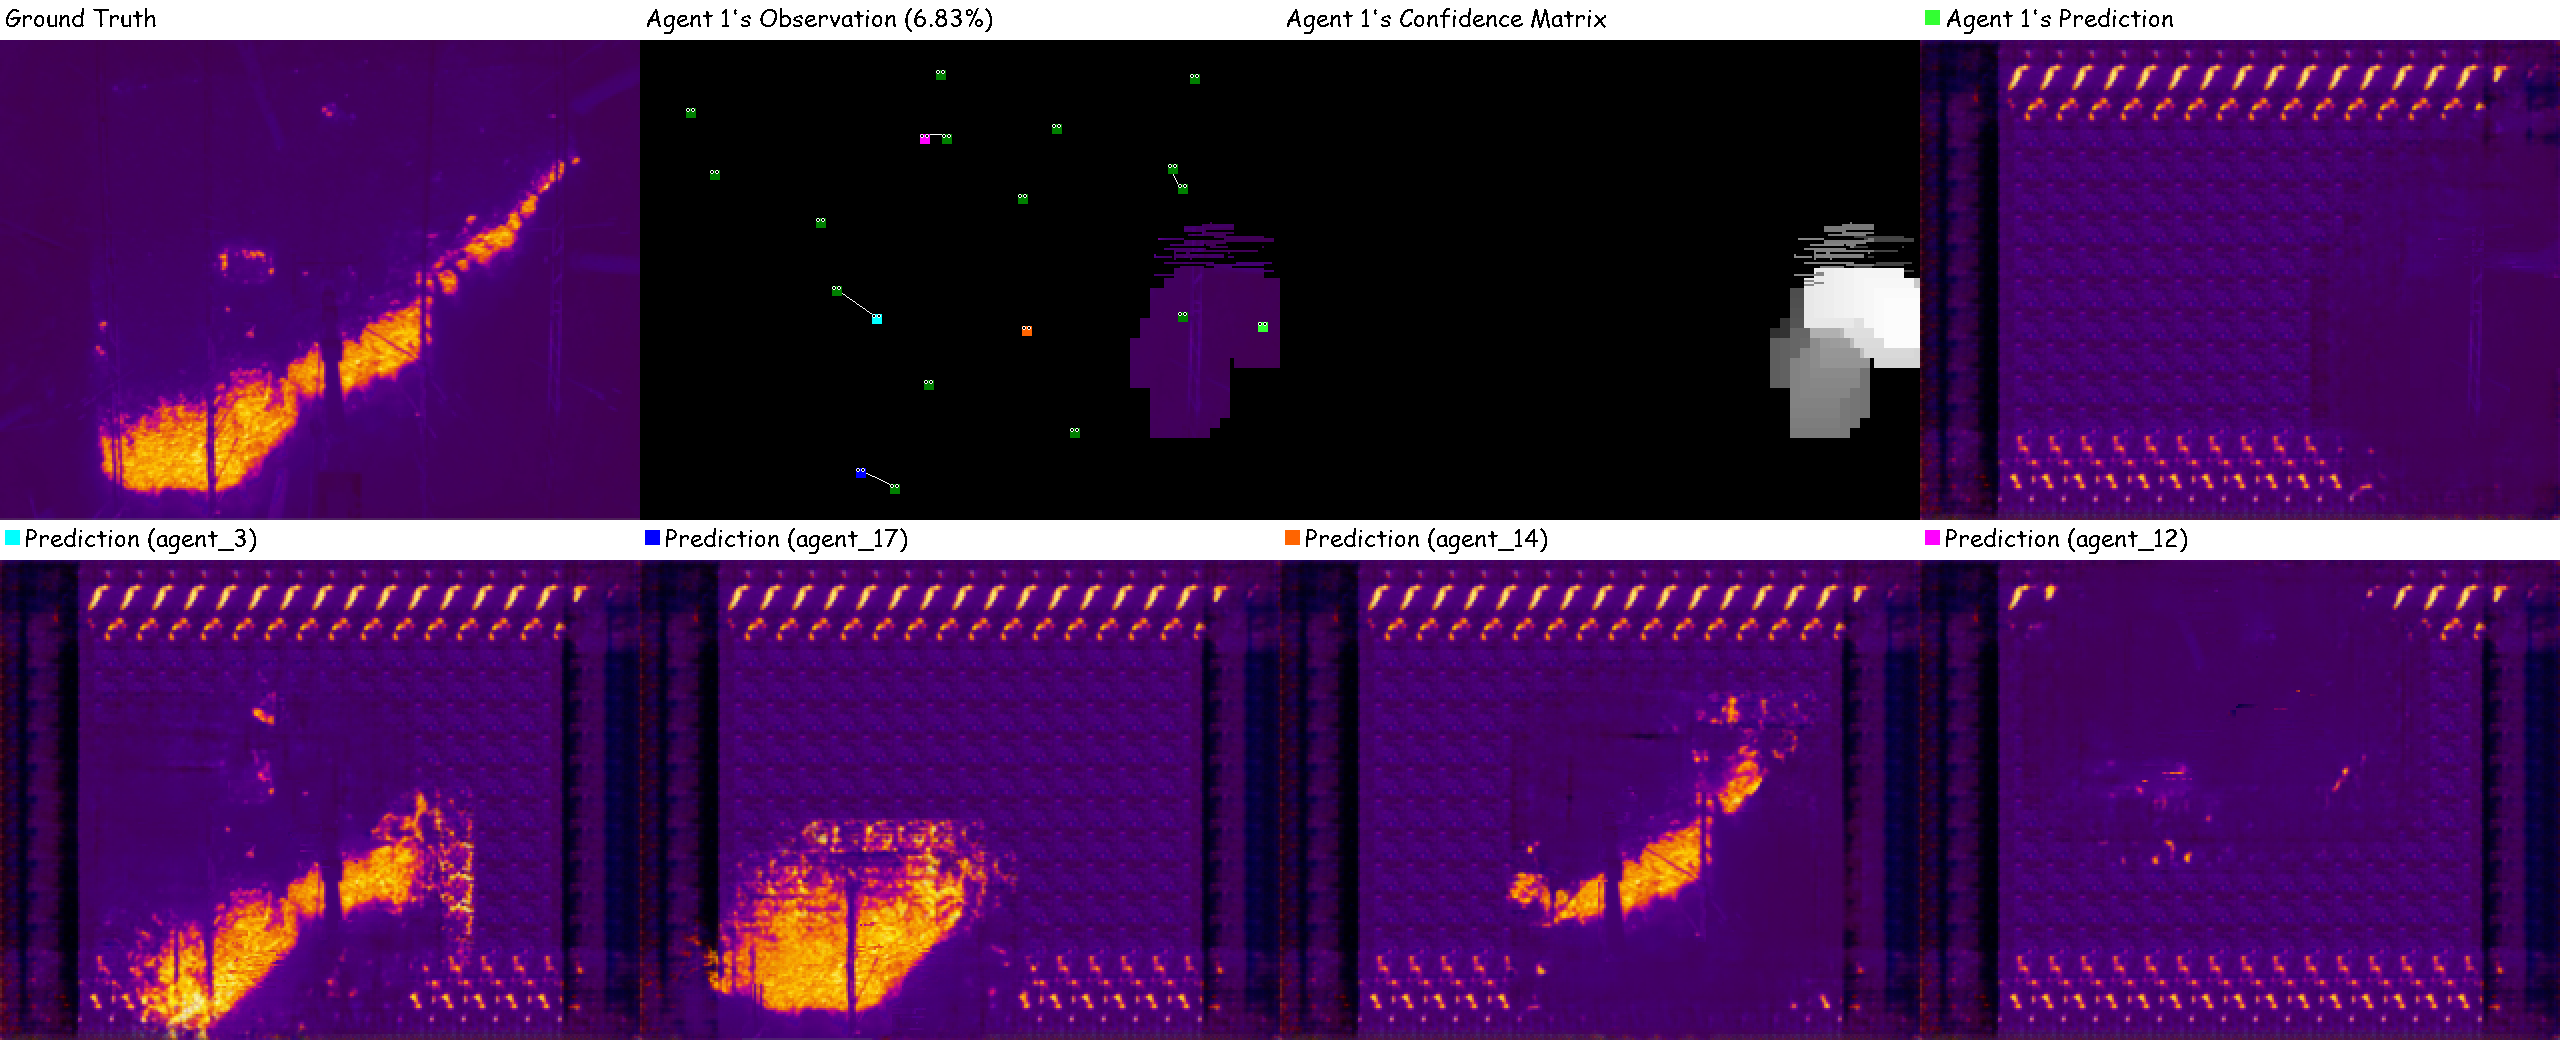 Ground Truth
Agent 1's Observation (6.83%)
Agent 1's Confidence Matrix
Agent 1's Prediction
Prediction (agent_3)
Prediction (agent_17)
Prediction (agent_14)
Prediction (agent_12)